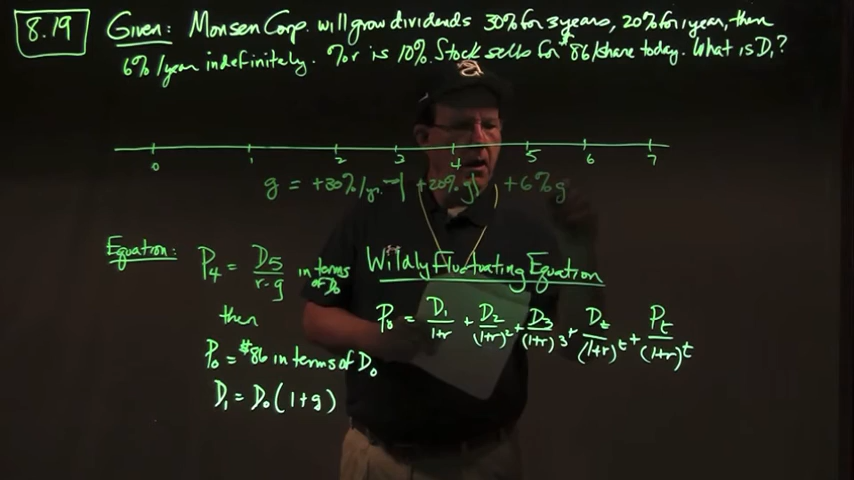 8.19 Given: Monsen Corp. will grow dividends 30% for 3 years, 20% for 1 year, then
6%/year indefinitely. %r is 10%. Stock sells for $86/share today. What is D1?
0 1 2 3 4 5 6 7
g = +30%/yr. +20% g +6% g
Equation: P4 = D5/r-g in terms of D0
Wildly Fluctuating Equation
then
P0 = D1/1+r + D2/(1+r)2 + D3/(1+r)3 + Dt/(1+r)t + Pt/(1+r)t
P0 = $86 in terms of D0
D1 = D0(1+g)